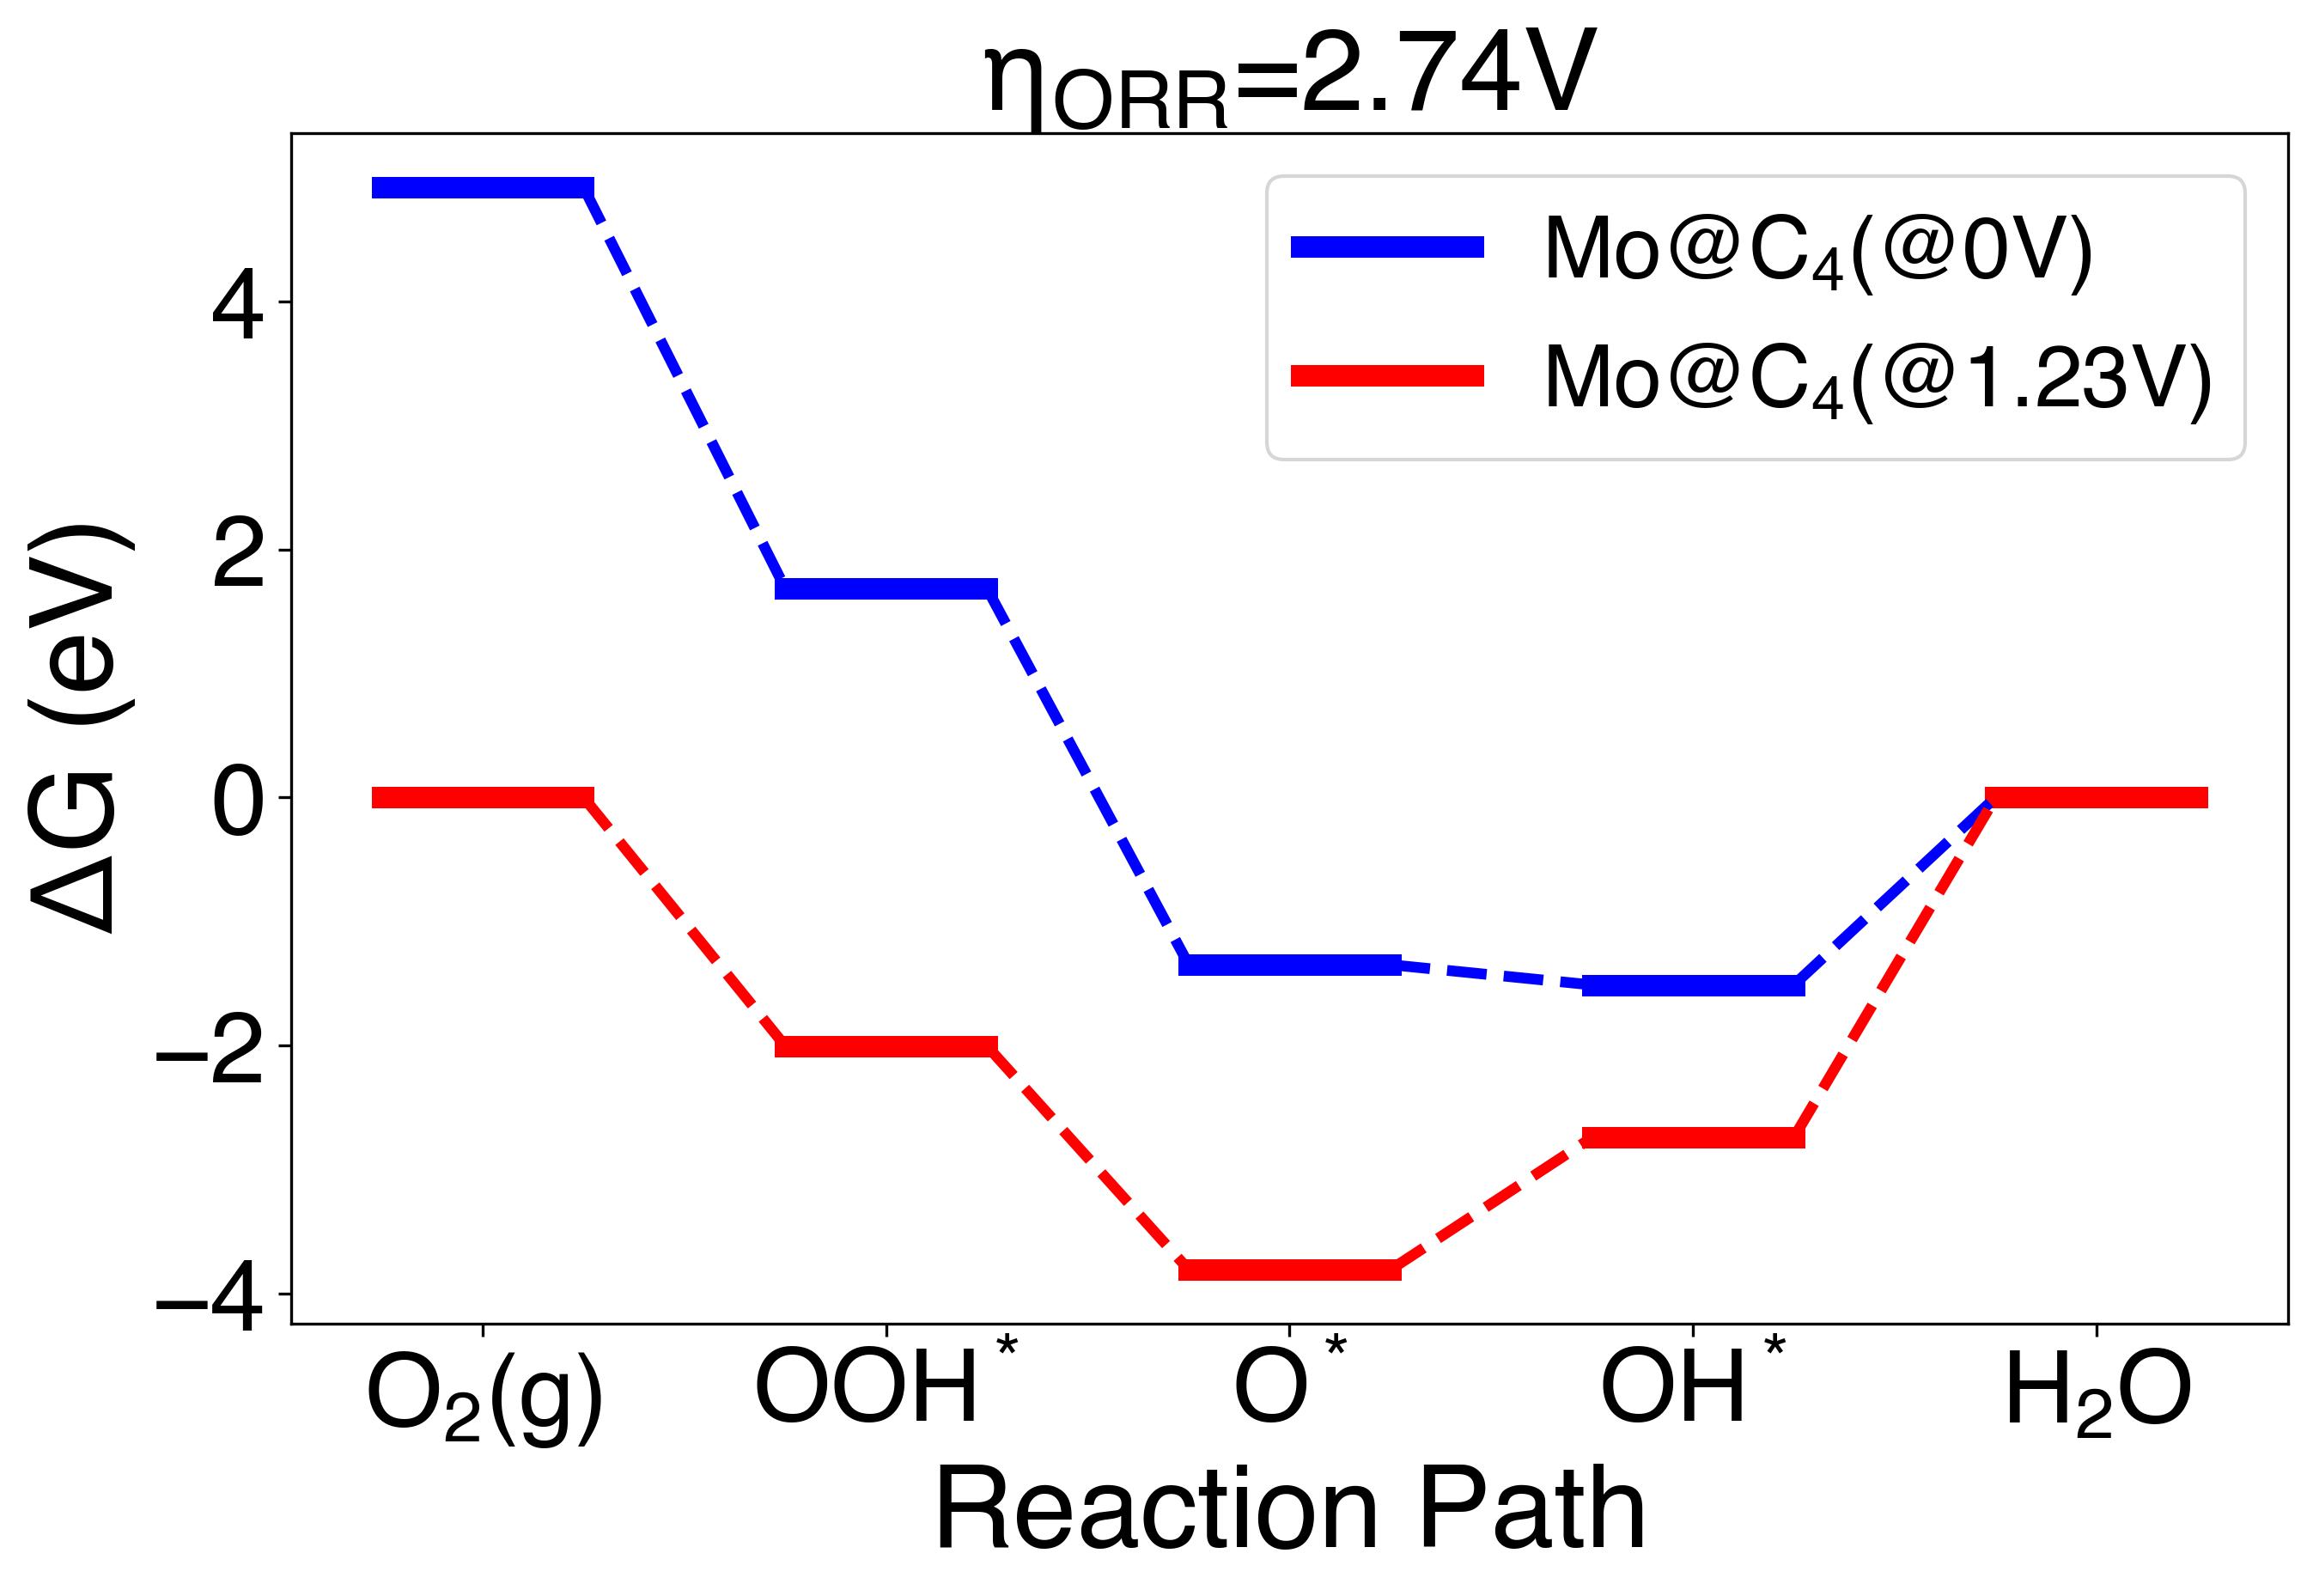 η_ORR=2.74V
Mo@C₄(@0V)
Mo@C₄(@1.23V)
ΔG (eV)
4
2
0
−2
−4
O₂(g) OOH* O* OH* H₂O
Reaction Path